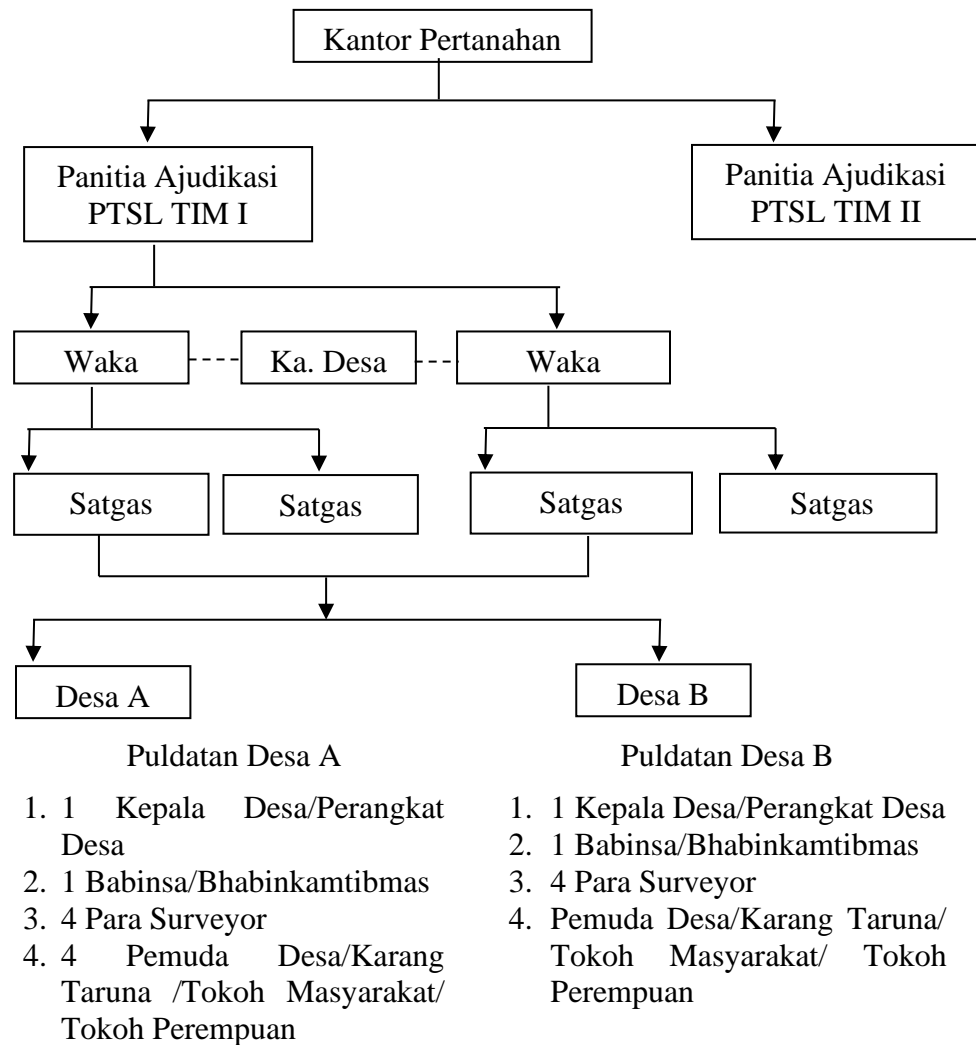 Kantor Pertanahan
Panitia Ajudikasi
PTSL TIM I
Panitia Ajudikasi
PTSL TIM II
Waka
Ka. Desa
Waka
Satgas
Satgas
Satgas
Satgas
Desa A
Desa B
Puldatan Desa A
1. 1 Kepala Desa/Perangkat
Desa
2. 1 Babinsa/Bhabinkamtibmas
3. 4 Para Surveyor
4. 4 Pemuda Desa/Karang
Taruna /Tokoh Masyarakat/
Tokoh Perempuan
Puldatan Desa B
1. 1 Kepala Desa/Perangkat Desa
2. 1 Babinsa/Bhabinkamtibmas
3. 4 Para Surveyor
4. Pemuda Desa/Karang Taruna/
Tokoh Masyarakat/ Tokoh
Perempuan